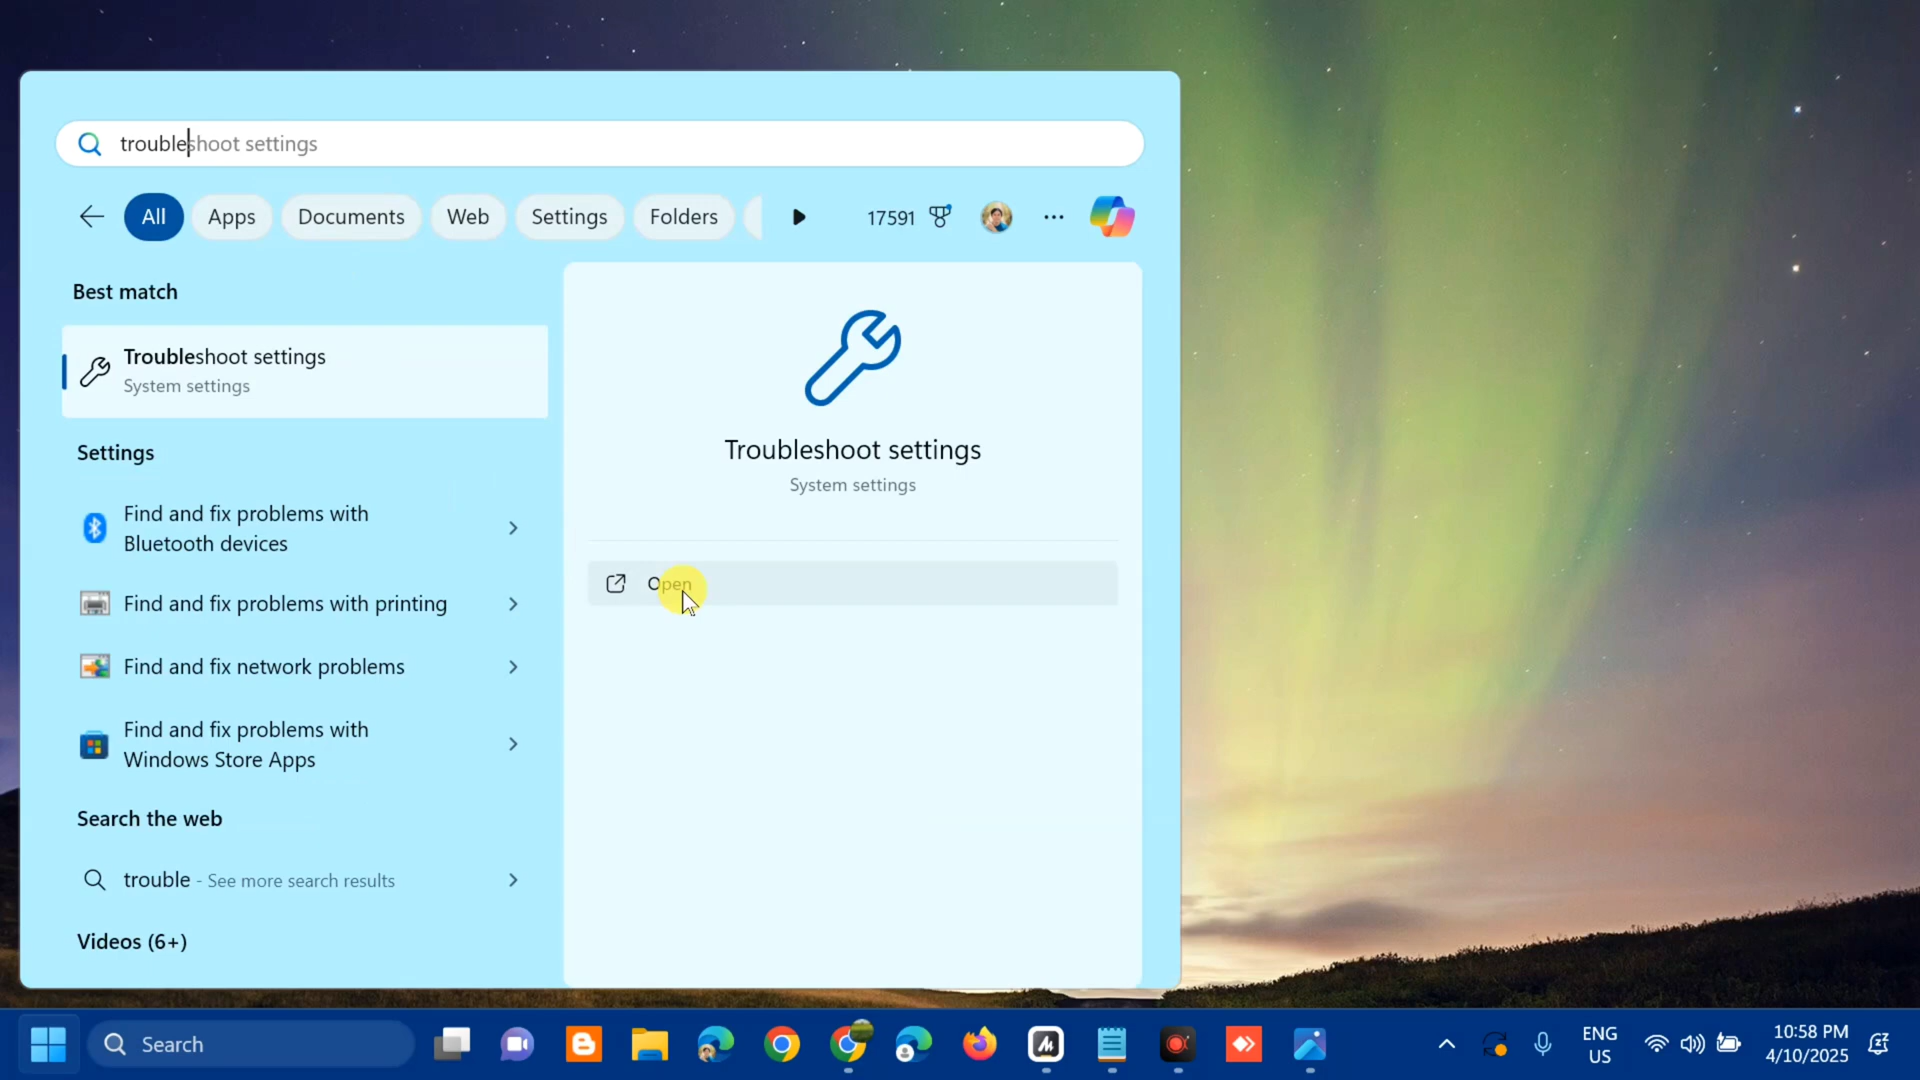 troubleshoot settings
All Apps Documents Web Settings Folders 17591
Best match
Troubleshoot settings
System settings
Settings
Find and fix problems with
Bluetooth devices
Find and fix problems with printing
Find and fix network problems
Find and fix problems with
Windows Store Apps
Search the web
trouble - See more search results
Videos (6+)
Troubleshoot settings
System settings
Open
Search
ENG
US
10:58 PM
4/10/2025